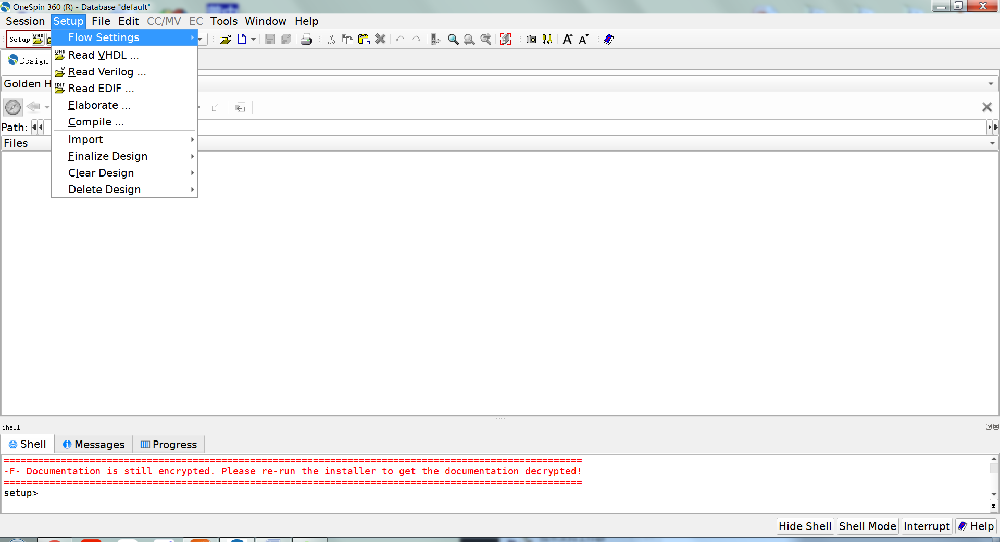 OneSpin 360 (R) - Database "default"
Session Setup File Edit CC/MV EC Tools Window Help
Setup VHD
Flow Settings
Design
VHD Read VHDL ...
V Read Verilog ...
Golden H
EDIF Read EDIF ...
Elaborate ...
Compile ...
Path:
Import
Files
Finalize Design
Clear Design
Delete Design
Shell
Shell Messages Progress
-F- Documentation is still encrypted. Please re-run the installer to get the documentation decrypted!
setup>
Hide Shell Shell Mode Interrupt Help